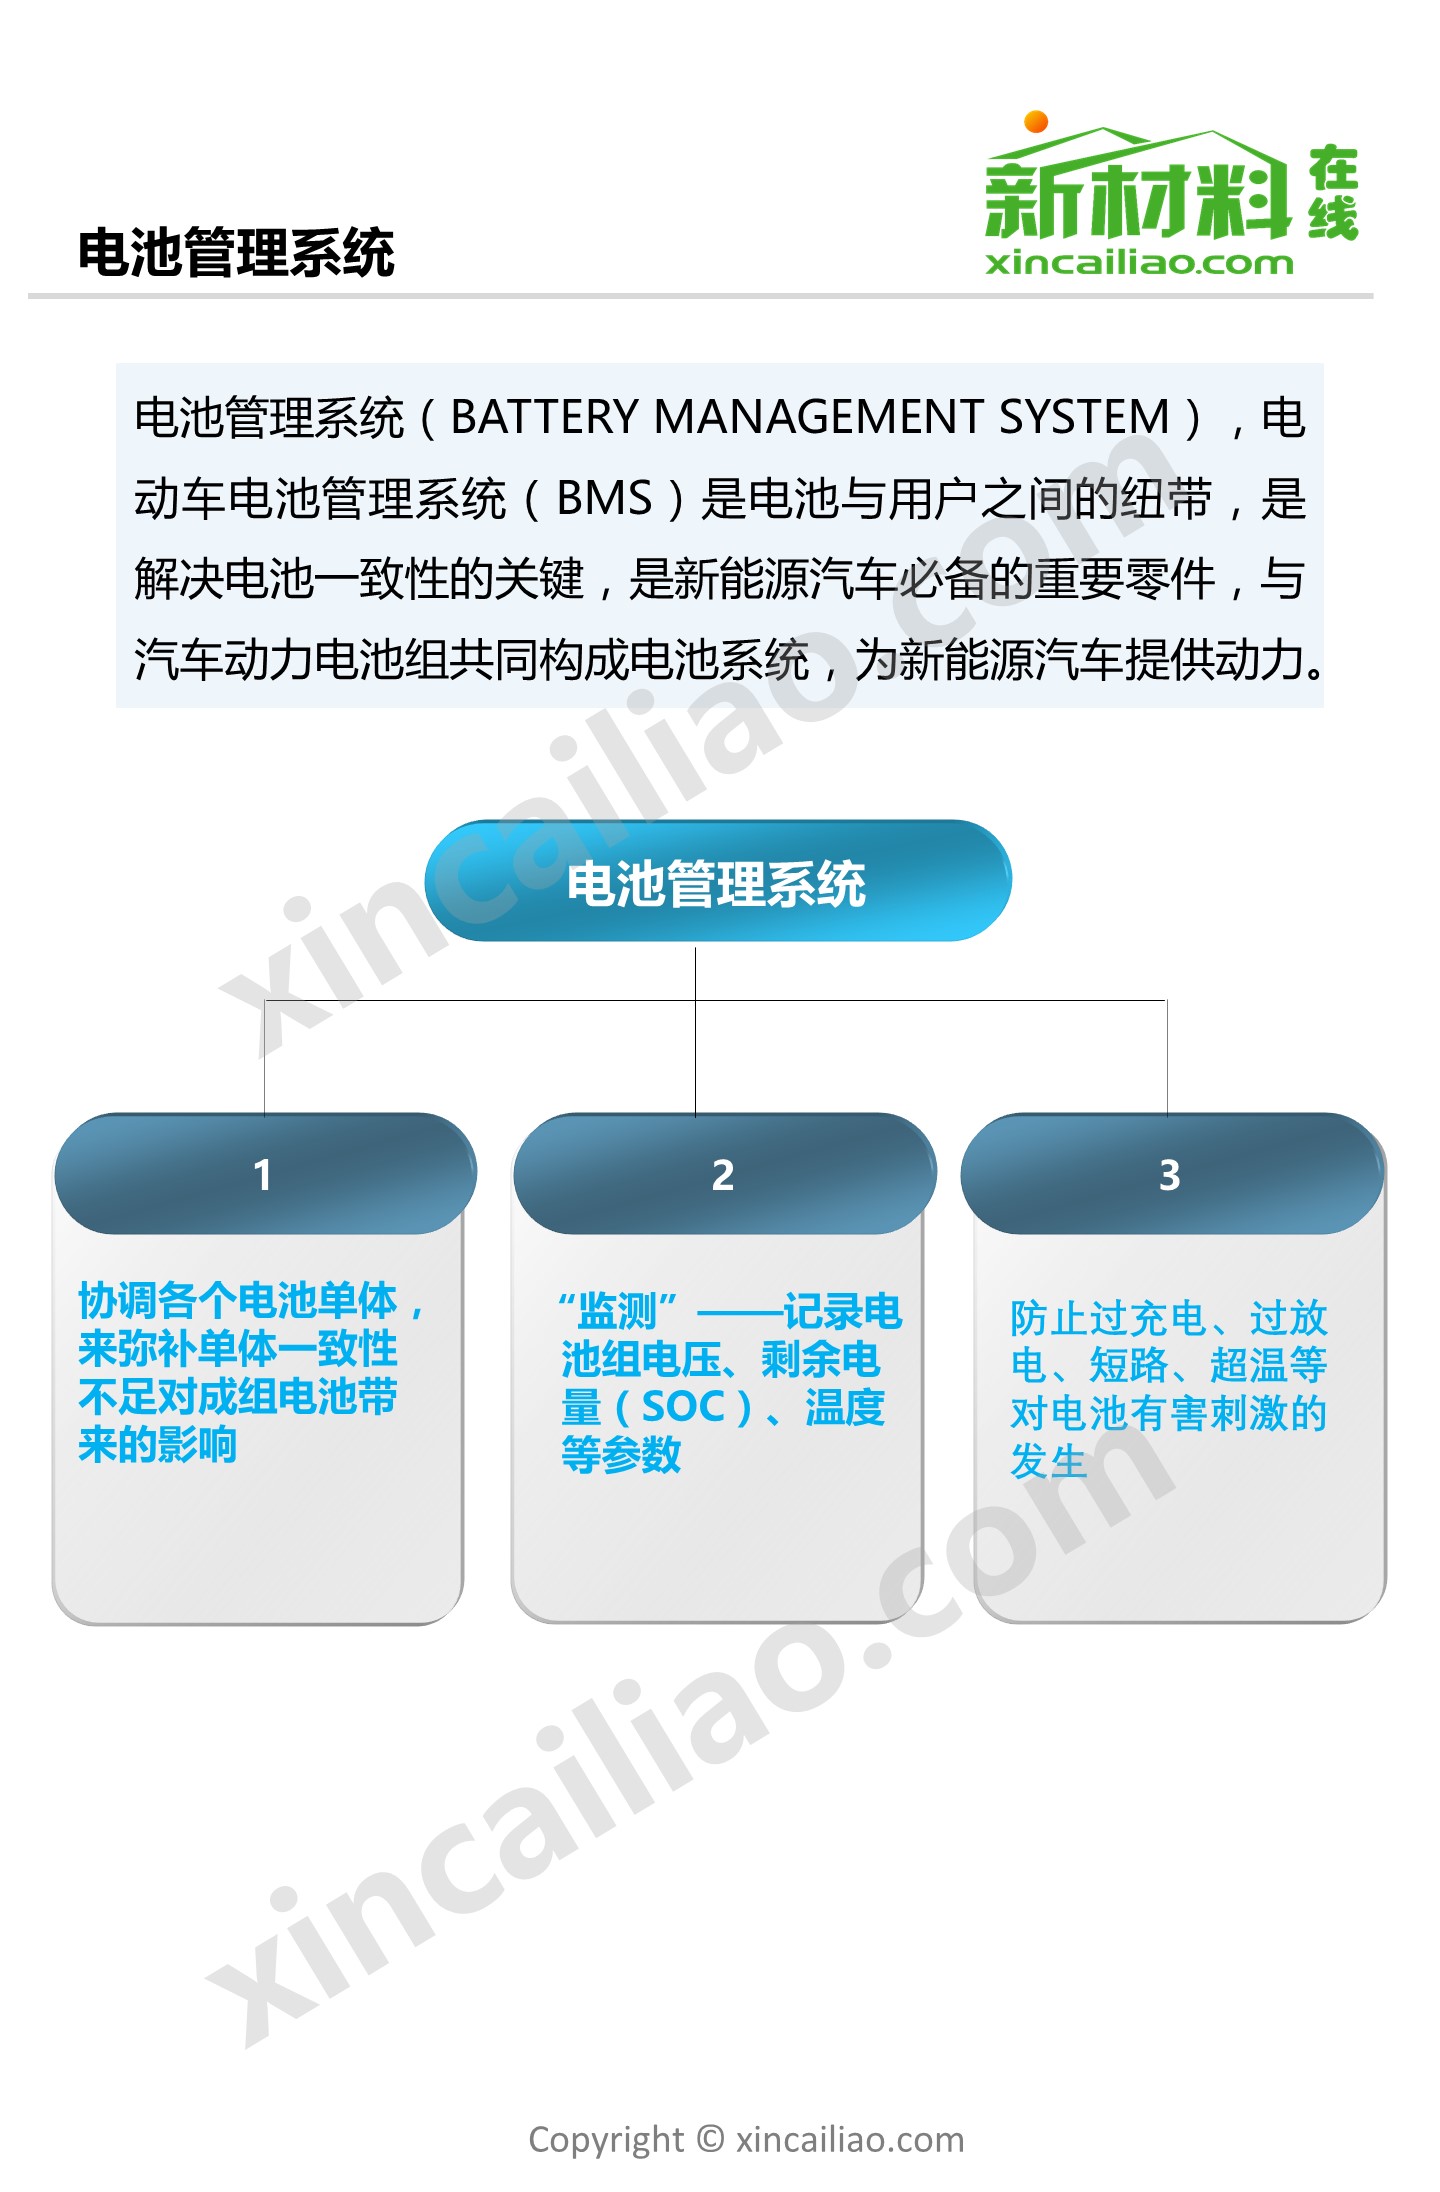 新材料在线
xincailiao.com
电池管理系统
电池管理系统（BATTERY MANAGEMENT SYSTEM），电
动车电池管理系统（BMS）是电池与用户之间的纽带，是
解决电池一致性的关键，是新能源汽车必备的重要零件，与
汽车动力电池组共同构成电池系统，为新能源汽车提供动力。
xincailiao.com
电池管理系统
1
协调各个电池单体，
来弥补单体一致性
不足对成组电池带
来的影响
2
“监测”——记录电
池组电压、剩余电
量（SOC）、温度
等参数
3
防止过充电、过放
电、短路、超温等
对电池有害刺激的
发生
xincailiao.com
Copyright © xincailiao.com